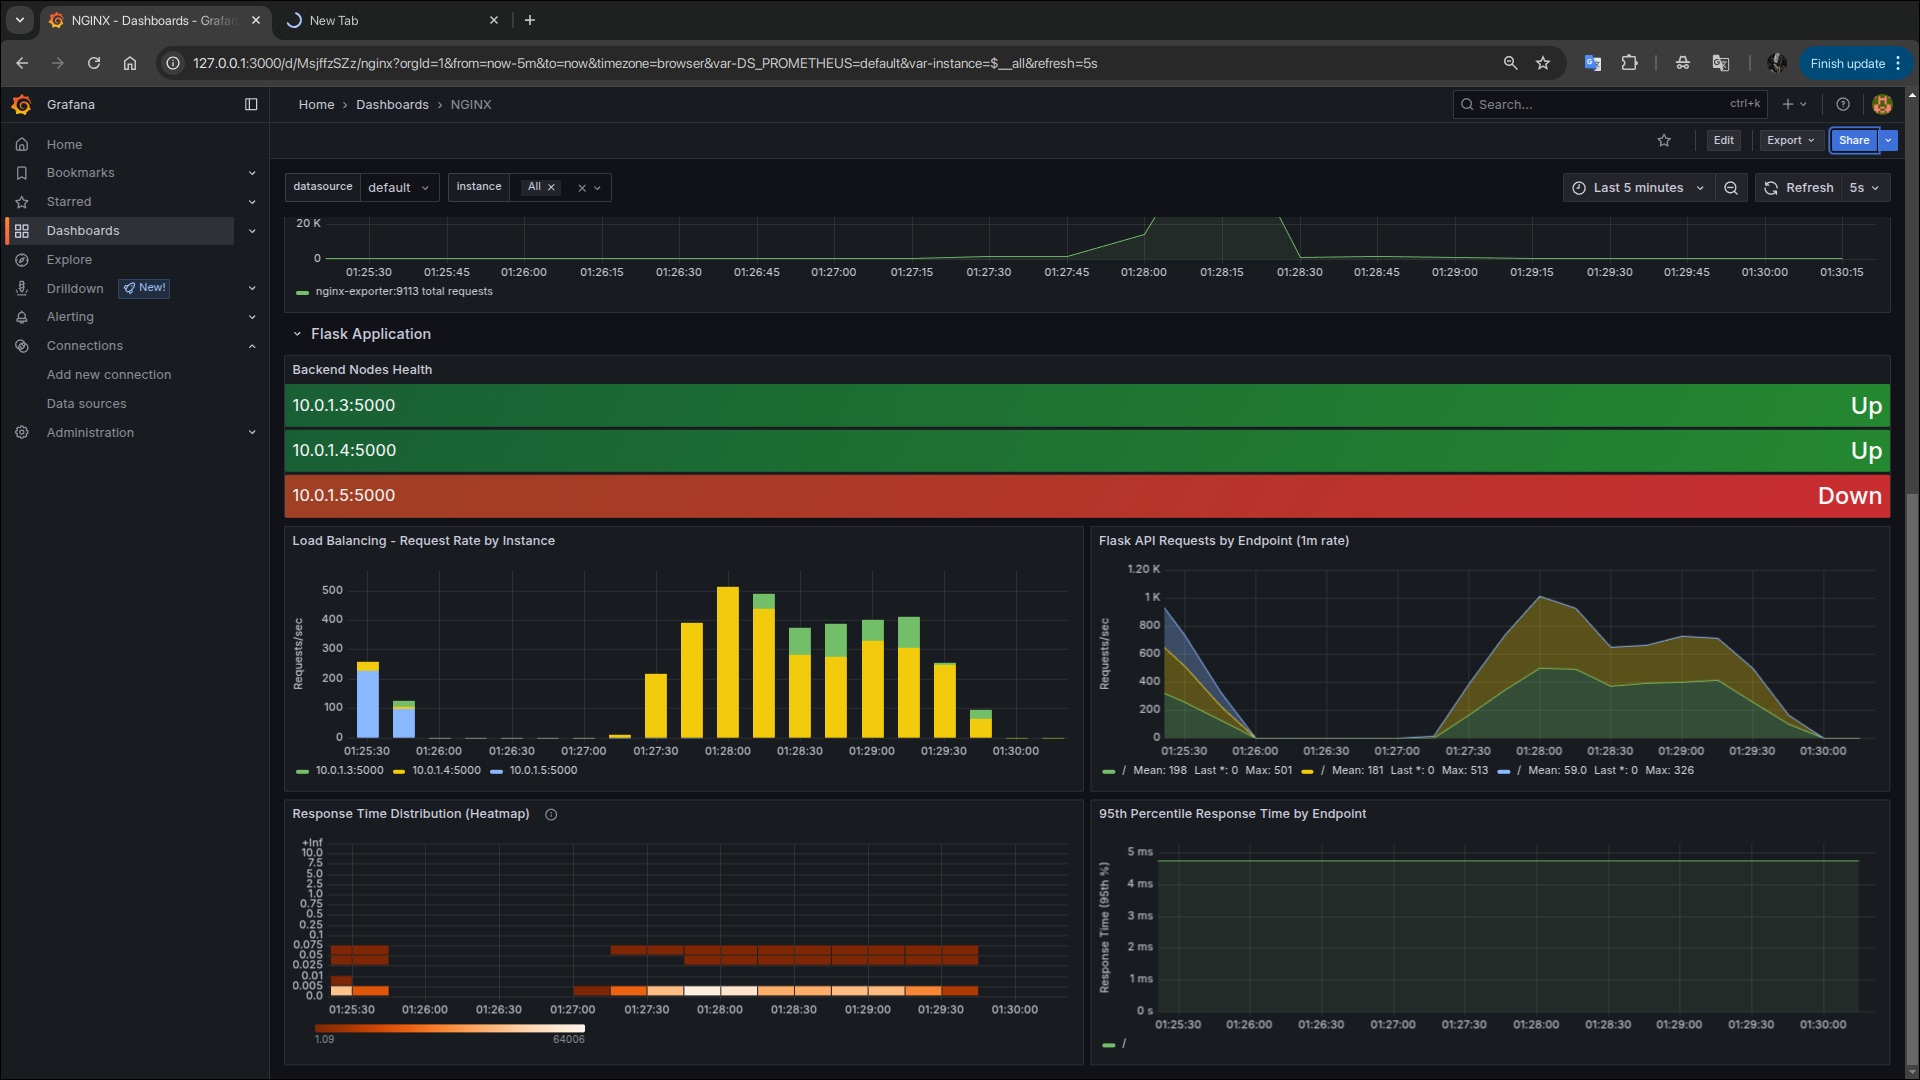 NGINX - Dashboards - Grafan
New Tab
127.0.0.1:3000/d/MsjffzSZz/nginx?orgId=1&from=now-5m&to=now&timezone=browser&var-DS_PROMETHEUS=default&var-instance=$__all&refresh=5s
Finish update
Grafana
Home › Dashboards › NGINX
Search...
ctrl+k
Edit
Export
Share
Home
Bookmarks
Starred
Dashboards
Explore
Drilldown
New!
Alerting
Connections
Add new connection
Data sources
Administration
datasource
default
instance
All
Last 5 minutes
Refresh
5s
20 K
0
01:25:30 01:25:45 01:26:00 01:26:15 01:26:30 01:26:45 01:27:00 01:27:15 01:27:30 01:27:45 01:28:00 01:28:15 01:28:30 01:28:45 01:29:00 01:29:15 01:29:30 01:29:45 01:30:00 01:30:15
nginx-exporter:9113 total requests
Flask Application
Backend Nodes Health
10.0.1.3:5000 Up
10.0.1.4:5000 Up
10.0.1.5:5000 Down
Load Balancing - Request Rate by Instance
Requests/sec
500
400
300
200
100
0
01:25:30 01:26:00 01:26:30 01:27:00 01:27:30 01:28:00 01:28:30 01:29:00 01:29:30 01:30:00
10.0.1.3:5000 10.0.1.4:5000 10.0.1.5:5000
Flask API Requests by Endpoint (1m rate)
Requests/sec
1.20 K
1 K
800
600
400
200
0
01:25:30 01:26:00 01:26:30 01:27:00 01:27:30 01:28:00 01:28:30 01:29:00 01:29:30 01:30:00
/ Mean: 198 Last *: 0 Max: 501 / Mean: 181 Last *: 0 Max: 513 / Mean: 59.0 Last *: 0 Max: 326
Response Time Distribution (Heatmap)
+Inf
10.0
7.5
5.0
2.5
1.0
0.75
0.5
0.25
0.1
0.075
0.05
0.025
0.01
0.005
0.0
01:25:30 01:26:00 01:26:30 01:27:00 01:27:30 01:28:00 01:28:30 01:29:00 01:29:30 01:30:00
1.09 64006
95th Percentile Response Time by Endpoint
Response Time (95th %)
5 ms
4 ms
3 ms
2 ms
1 ms
0 s
01:25:30 01:26:00 01:26:30 01:27:00 01:27:30 01:28:00 01:28:30 01:29:00 01:29:30 01:30:00
/